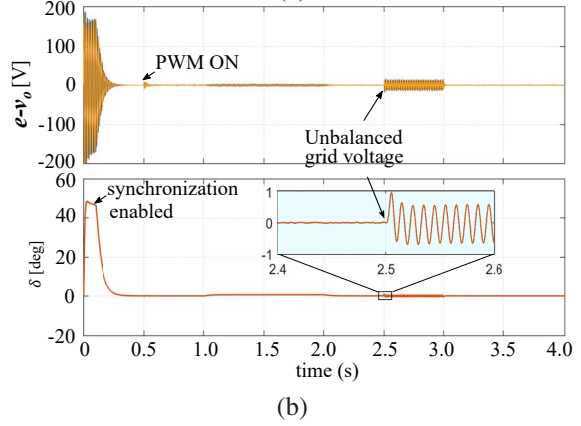 200
100
0
-100
-200
e-vo [V]
PWM ON
Unbalanced
grid voltage
60
40
20
0
-20
δ [deg]
synchronization
enabled
1
0
-1
2.4 2.5 2.6
0 0.5 1.0 1.5 2.0 2.5 3.0 3.5 4.0
time (s)
(b)